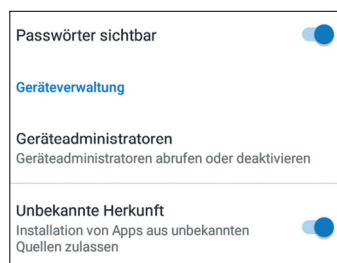 Passwörter sichtbar
Geräteverwaltung
Geräteadministratoren
Geräteadministratoren abrufen oder deaktivieren
Unbekannte Herkunft
Installation von Apps aus unbekannten
Quellen zulassen